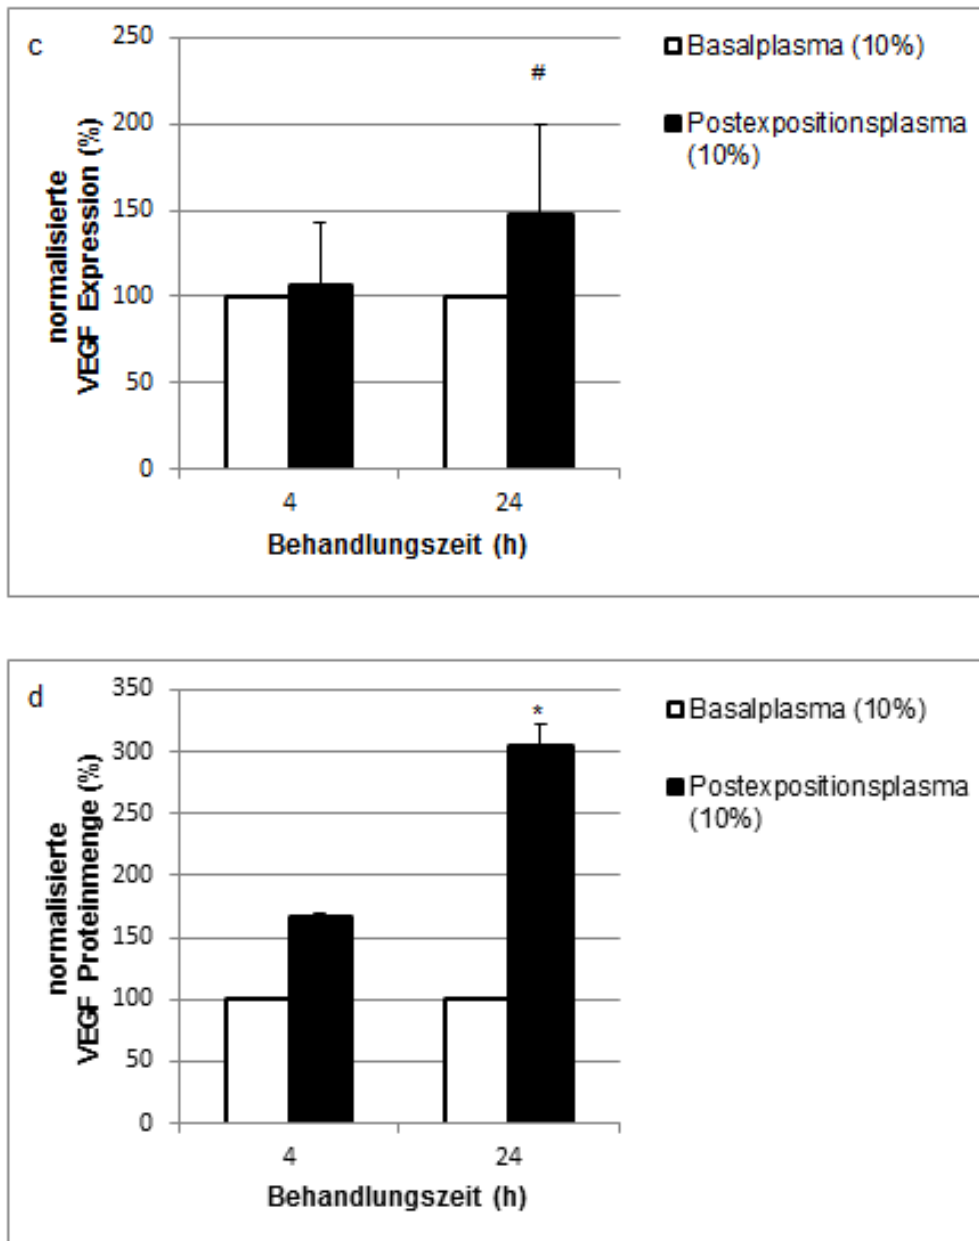 c
250
200
150
100
50
0
normalisierte
VEGF Expression (%)
#
4
24
Behandlungszeit (h)
Basalplasma (10%)
Postexpositionsplasma
(10%)
d
350
300
250
200
150
100
50
0
normalisierte
VEGF Proteinmenge (%)
*
4
24
Behandlungszeit (h)
Basalplasma (10%)
Postexpositionsplasma
(10%)